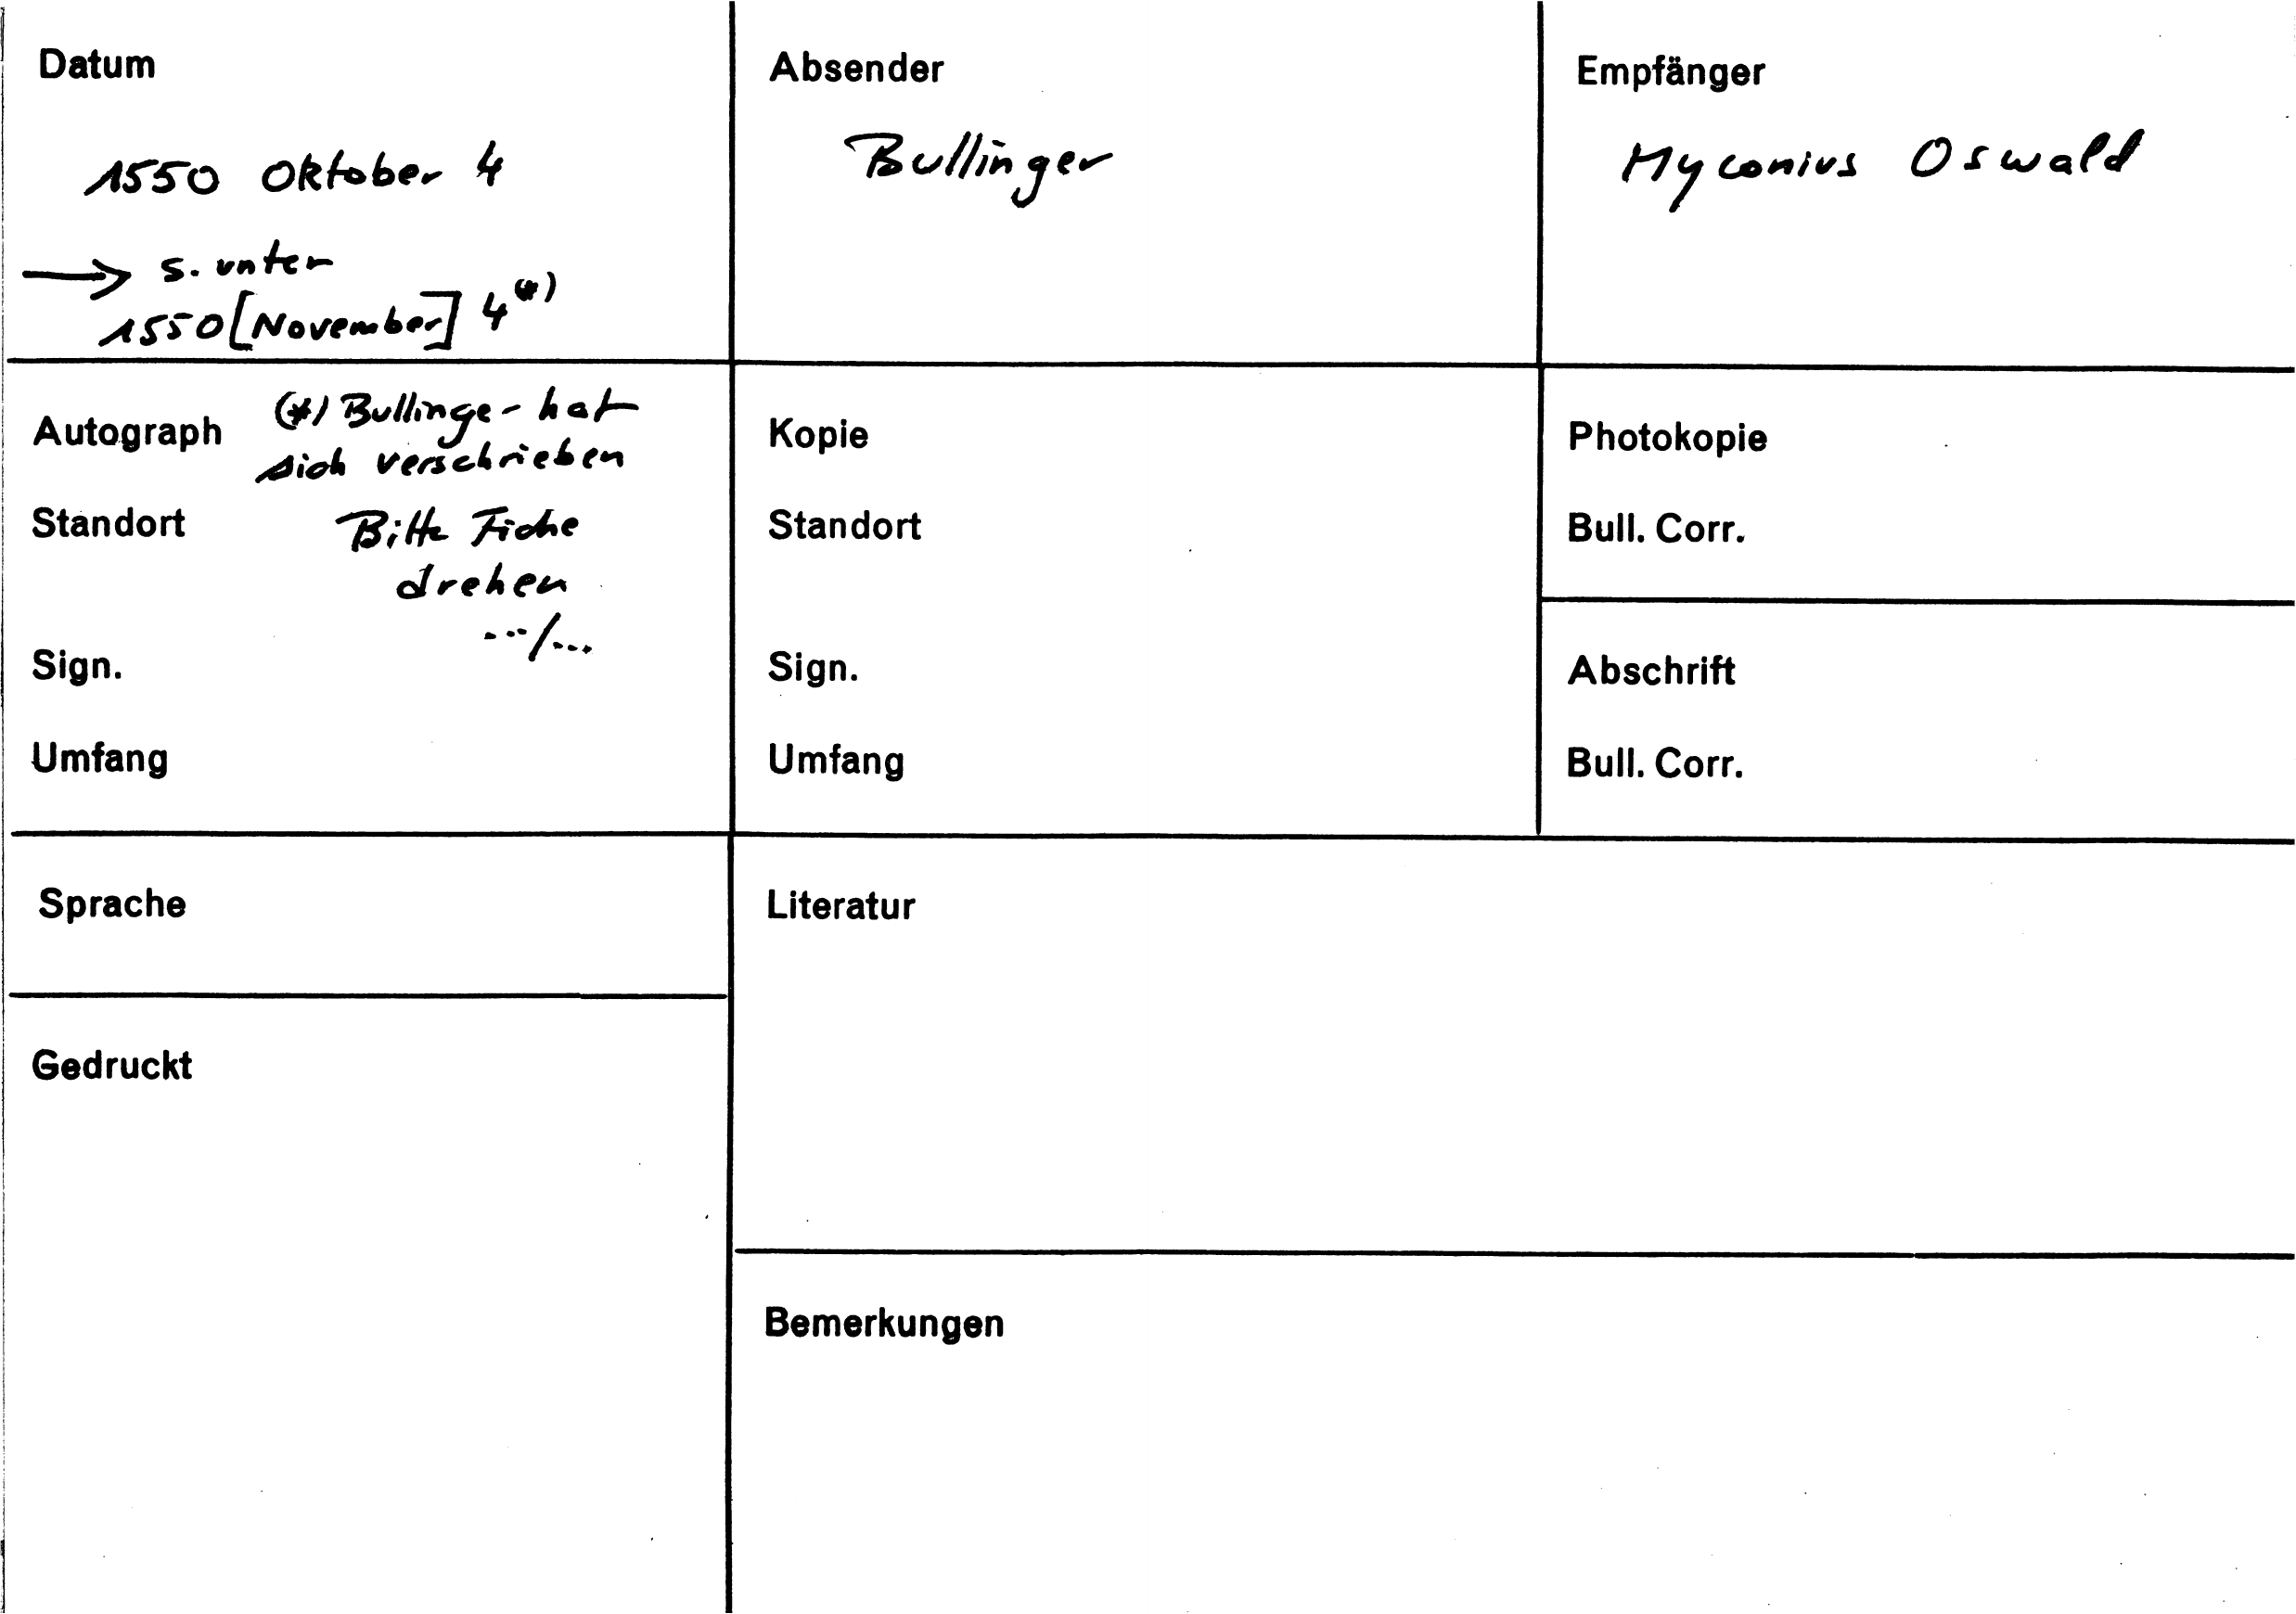 Datum
1550 Oktober 4
→ s. unter
1550 [November] 4 (*)
Absender
Bullinger
Empfänger
Myconius Oswald
Autograph
(*) Bullinger hat
sich verschrieben
Standort
Bitte Fiche
drehen
.../...
Sign.
Umfang
Kopie
Standort
Sign.
Umfang
Photokopie
Bull. Corr.
Abschrift
Bull. Corr.
Sprache
Literatur
Gedruckt
Bemerkungen